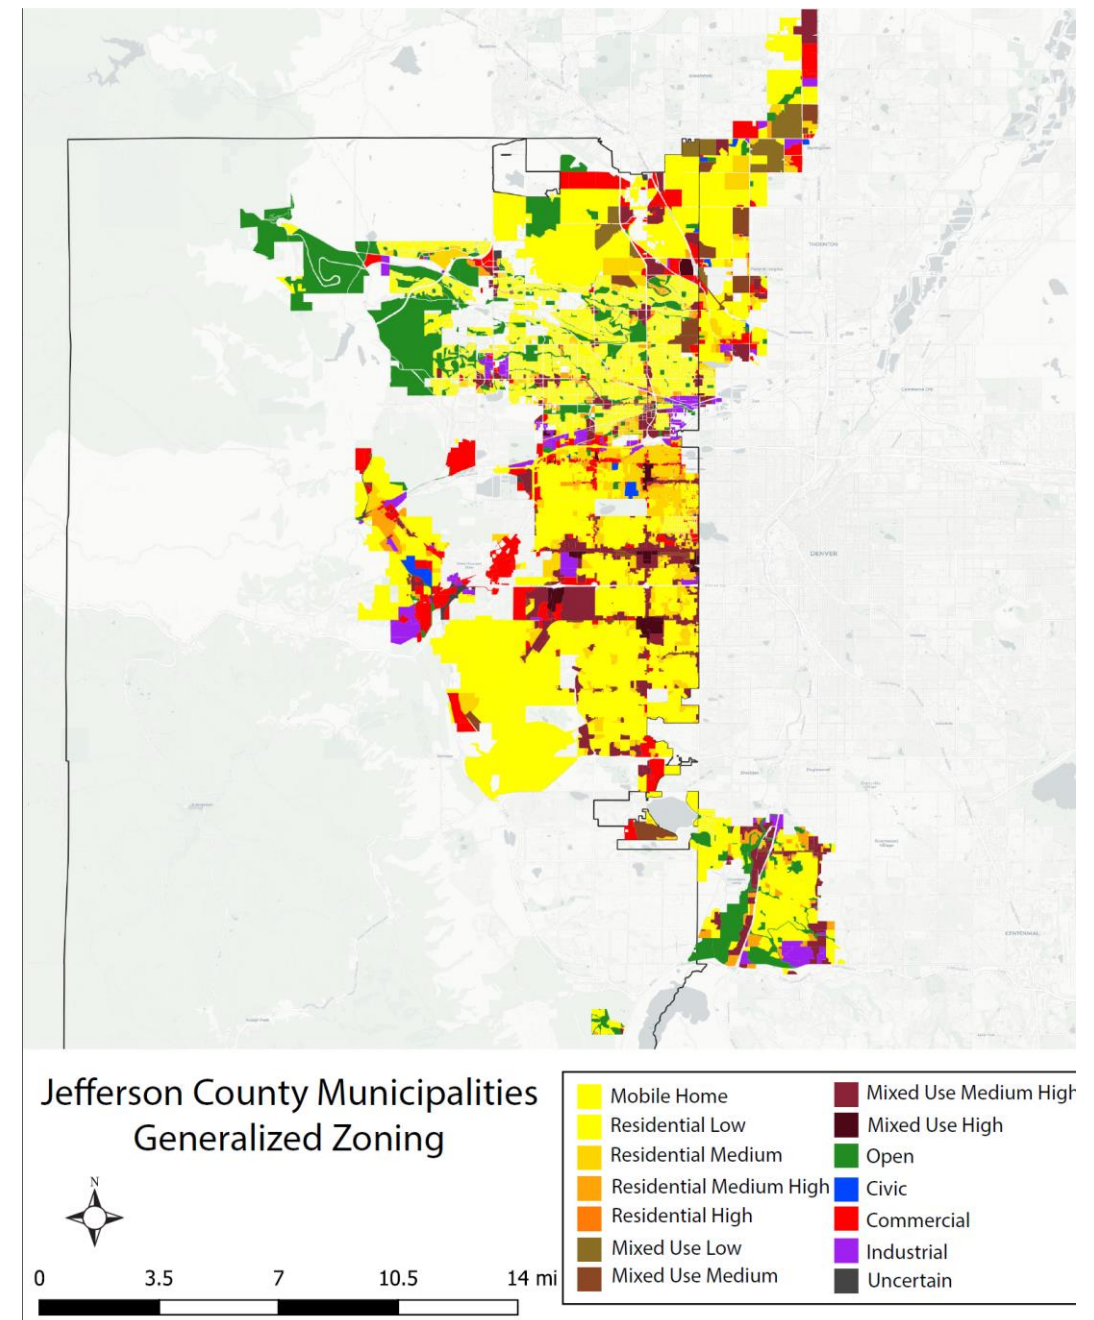 THORNTON
DENVER
CENTENNIAL
Jefferson County Municipalities
Generalized Zoning
N
0 3.5 7 10.5 14 mi
Mobile Home
Residential Low
Residential Medium
Residential Medium High
Residential High
Mixed Use Low
Mixed Use Medium
Mixed Use Medium High
Mixed Use High
Open
Civic
Commercial
Industrial
Uncertain